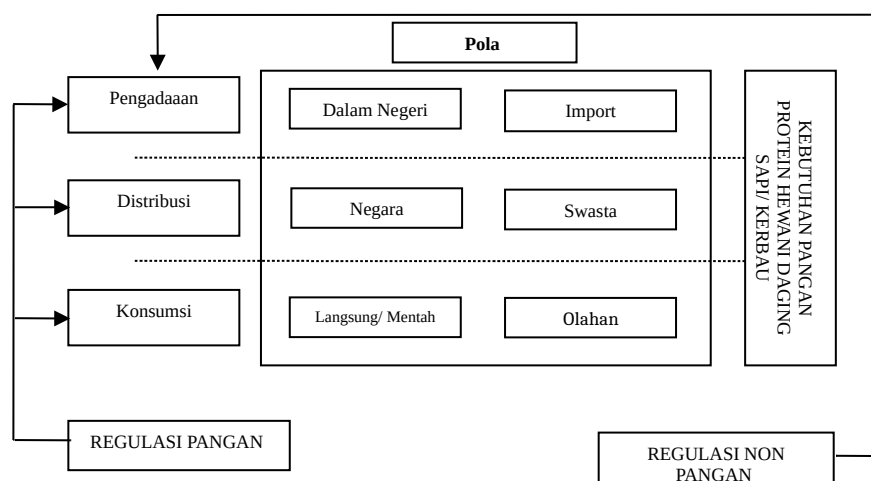 Pola
Pengadaaan
Dalam Negeri
Import
Distribusi
Negara
Swasta
Konsumsi
Langsung/ Mentah
Olahan
KEBUTUHAN PANGAN
PROTEIN HEWANI DAGING
SAPI/ KERBAU
REGULASI PANGAN
REGULASI NON
PANGAN